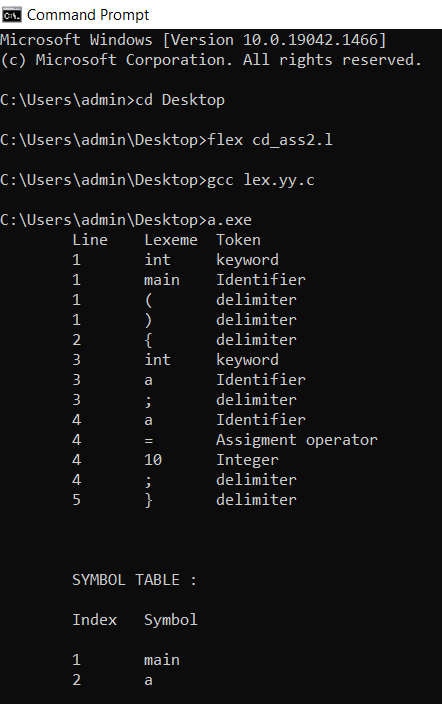 Command Prompt
Microsoft Windows [Version 10.0.19042.1466]
(c) Microsoft Corporation. All rights reserved.
C:\Users\admin>cd Desktop
C:\Users\admin\Desktop>flex cd_ass2.l
C:\Users\admin\Desktop>gcc lex.yy.c
C:\Users\admin\Desktop>a.exe
Line Lexeme Token
1 int keyword
1 main Identifier
1 ( delimiter
1 ) delimiter
2 { delimiter
3 int keyword
3 a Identifier
3 ; delimiter
4 a Identifier
4 = Assigment operator
4 10 Integer
4 ; delimiter
5 } delimiter
SYMBOL TABLE :
Index Symbol
1 main
2 a